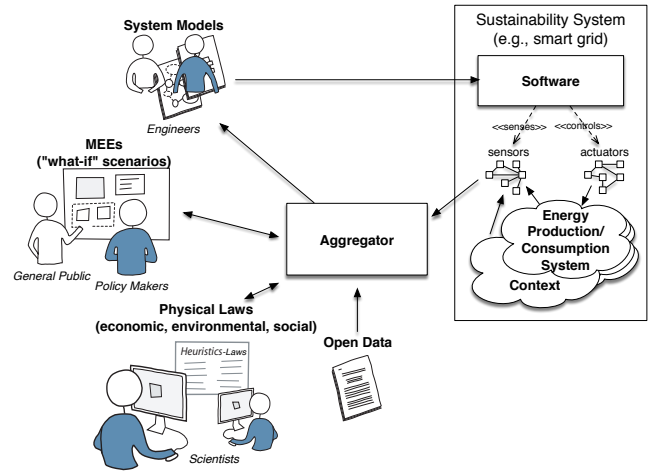 System Models
Engineers
MEEs
("what-if" scenarios)
General Public
Policy Makers
Physical Laws
(economic, environmental, social)
Heuristics-Laws
Scientists
Open Data
Aggregator
Sustainability System
(e.g., smart grid)
Software
<<senses>>
<<controls>>
sensors
actuators
Energy
Production/
Consumption
System
Context